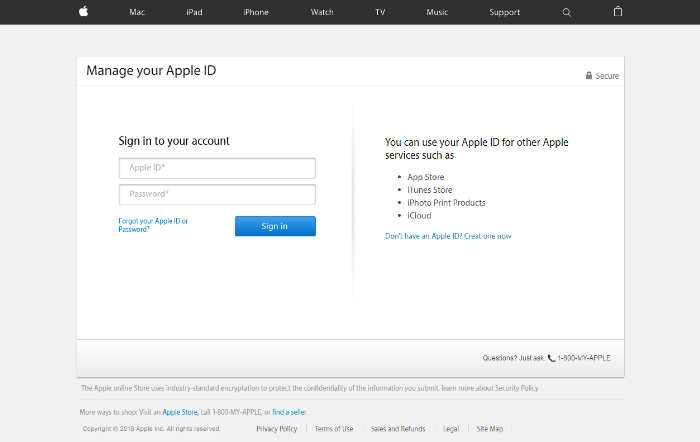 Mac iPad iPhone Watch TV Music Support
Manage your Apple ID
Secure
Sign in to your account
Apple ID*
Password*
Forgot your Apple ID or
Password?
Sign in
You can use your Apple ID for other Apple
services such as
• App Store
• iTunes Store
• iPhoto Print Products
• iCloud
Don't have an Apple ID? Creat one now
Questions? Just ask. 1-800-MY-APPLE
The Apple online Store uses industry-standard encryptation to protect the confidentiality of the information you submit. learn more about Security Policy
More ways to shop: Visit an Apple Store, call 1-800-MY-APPLE, or find a seller
Copyright © 2018 Apple Inc. All rights reserved. Privacy Policy Terms of Use Sales and Refunds Legal Site Map